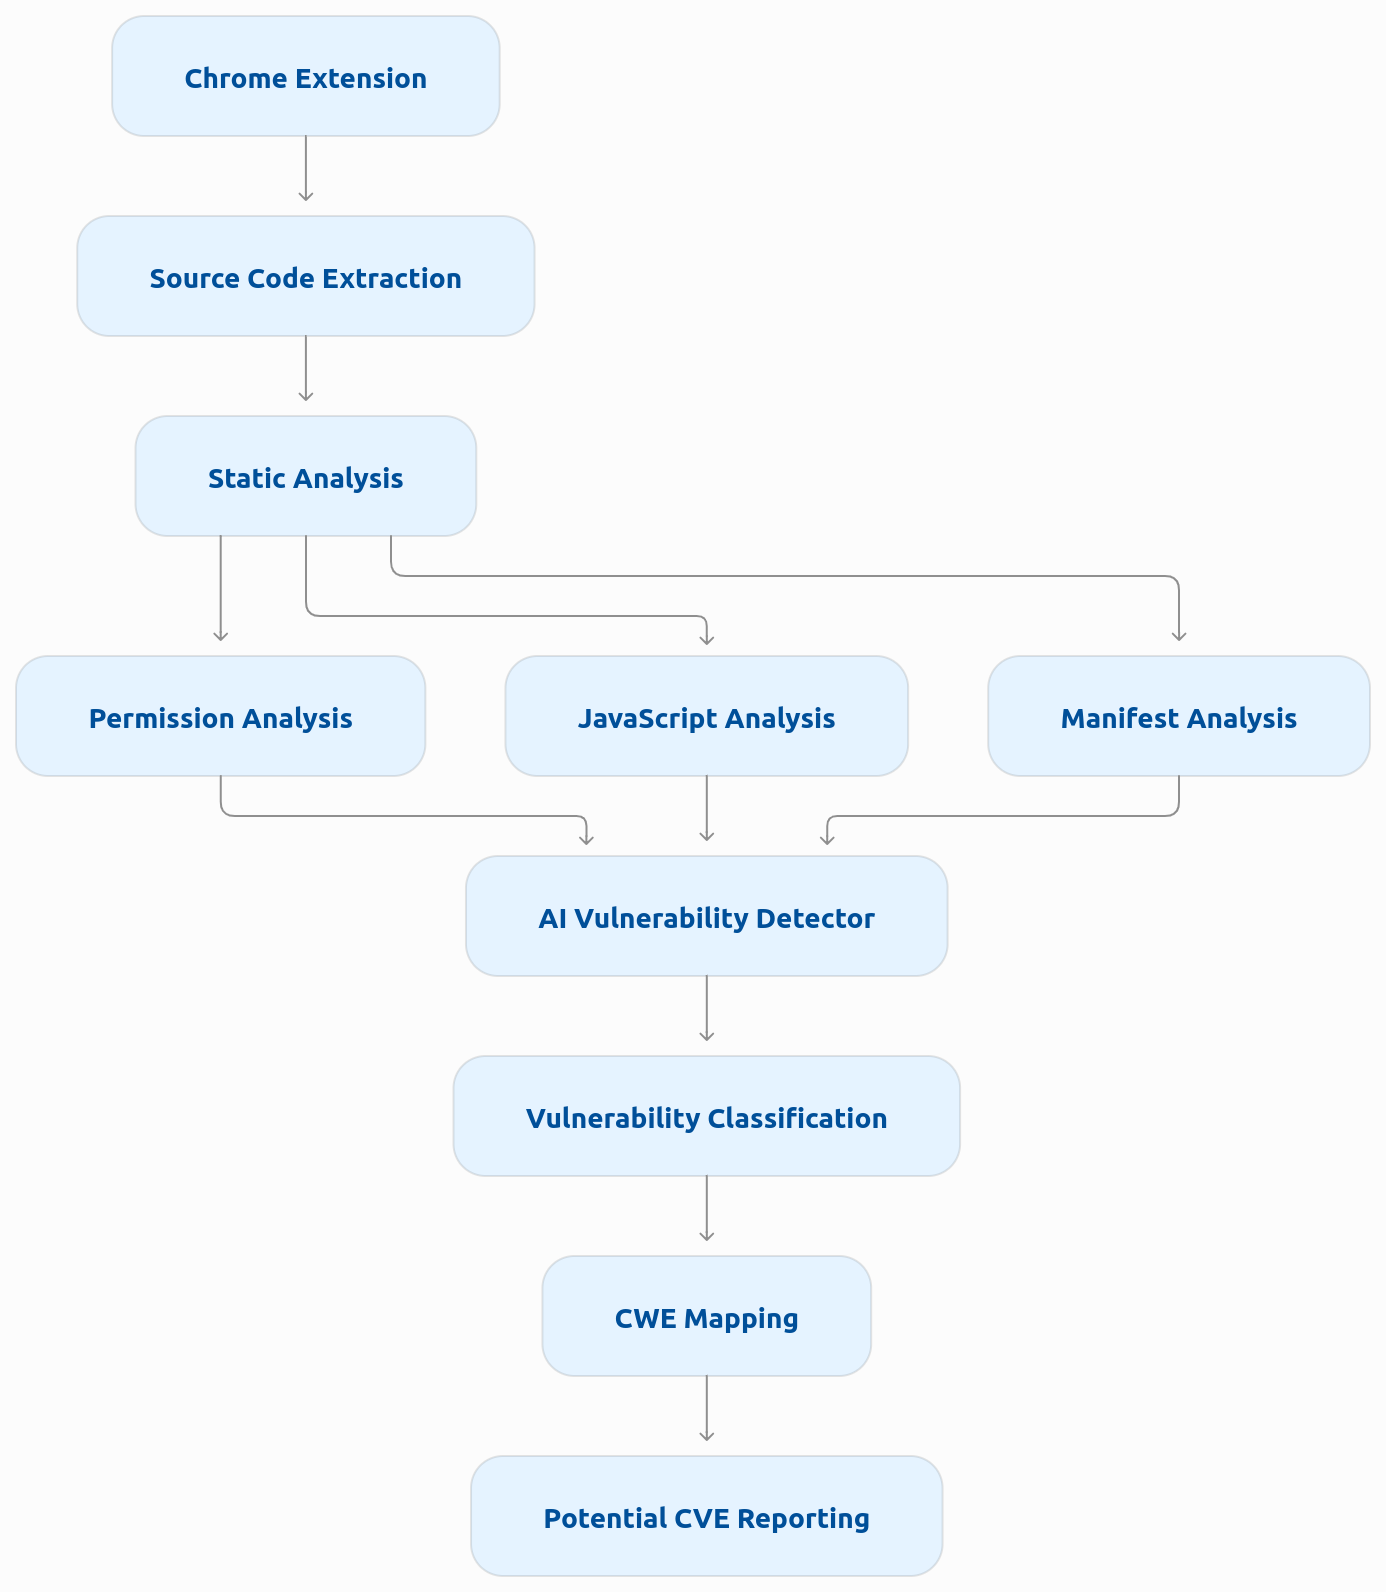 Chrome Extension
Source Code Extraction
Static Analysis
Permission Analysis
JavaScript Analysis
Manifest Analysis
AI Vulnerability Detector
Vulnerability Classification
CWE Mapping
Potential CVE Reporting